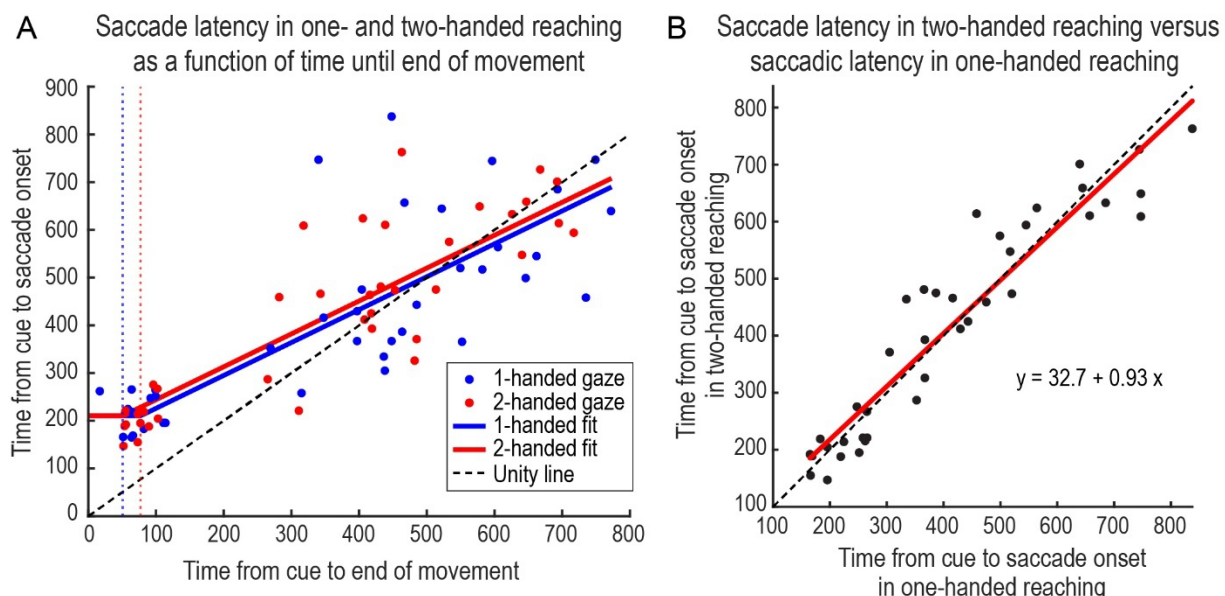 A
Saccade latency in one- and two-handed reaching
as a function of time until end of movement
900
800
700
600
500
400
300
200
100
0
Time from cue to saccade onset
0 100 200 300 400 500 600 700 800
Time from cue to end of movement
1-handed gaze
2-handed gaze
1-handed fit
2-handed fit
Unity line
B
Saccade latency in two-handed reaching versus
saccadic latency in one-handed reaching
800
700
600
500
400
300
200
100
Time from cue to saccade onset
in two-handed reaching
y = 32.7 + 0.93 x
100 200 300 400 500 600 700 800
Time from cue to saccade onset
in one-handed reaching